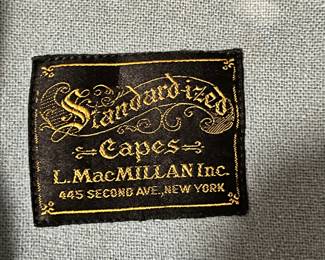 Standard-ized
Capes
L. MacMILLAN Inc.
445 SECOND AVE., NEW YORK